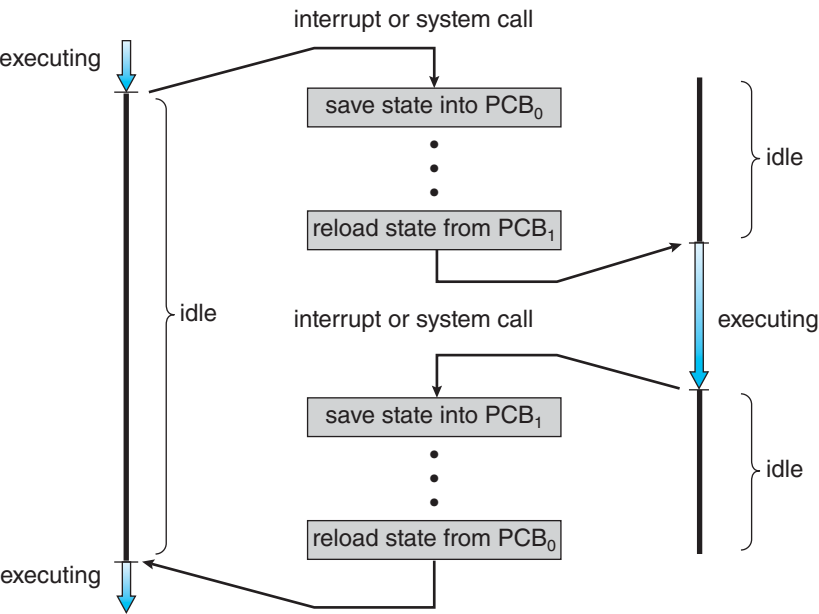 interrupt or system call
executing
save state into PCB₀
idle
reload state from PCB₁
idle
interrupt or system call
executing
save state into PCB₁
idle
reload state from PCB₀
executing